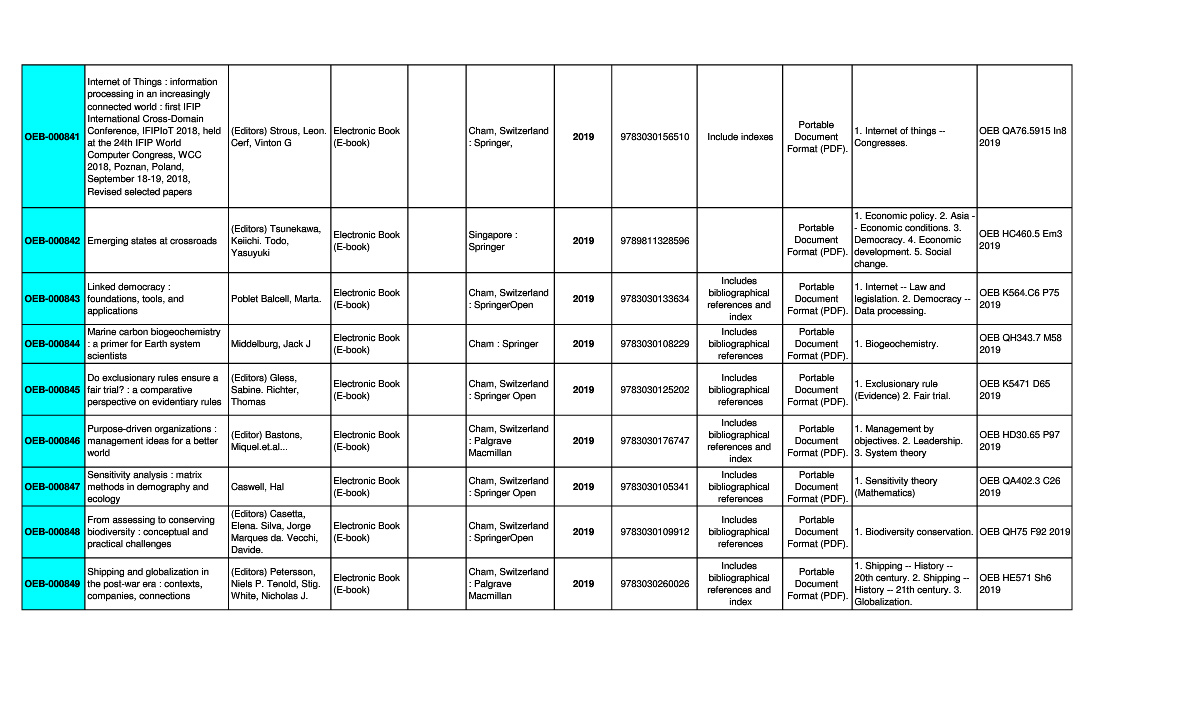 OEB-000841
Internet of Things : information
processing in an increasingly
connected world : first IFIP
International Cross-Domain
Conference, IFIPIoT 2018, held
at the 24th IFIP World
Computer Congress, WCC
2018, Poznan, Poland,
September 18-19, 2018,
Revised selected papers
(Editors) Strous, Leon.
Cerf, Vinton G
Electronic Book
(E-book)
Cham, Switzerland
: Springer,
2019
9783030156510
Include indexes
Portable
Document
Format (PDF).
1. Internet of things --
Congresses.
OEB QA76.5915 In8
2019
OEB-000842
Emerging states at crossroads
(Editors) Tsunekawa,
Keiichi. Todo,
Yasuyuki
Electronic Book
(E-book)
Singapore :
Springer
2019
9789811328596
Portable
Document
Format (PDF).
1. Economic policy. 2. Asia -
- Economic conditions. 3.
Democracy. 4. Economic
development. 5. Social
change.
OEB HC460.5 Em3
2019
OEB-000843
Linked democracy :
foundations, tools, and
applications
Poblet Balcell, Marta.
Electronic Book
(E-book)
Cham, Switzerland
: SpringerOpen
2019
9783030133634
Includes
bibliographical
references and
index
Portable
Document
Format (PDF).
1. Internet -- Law and
legislation. 2. Democracy --
Data processing.
OEB K564.C6 P75
2019
OEB-000844
Marine carbon biogeochemistry
: a primer for Earth system
scientists
Middelburg, Jack J
Electronic Book
(E-book)
Cham : Springer
2019
9783030108229
Includes
bibliographical
references
Portable
Document
Format (PDF).
1. Biogeochemistry.
OEB QH343.7 M58
2019
OEB-000845
Do exclusionary rules ensure a
fair trial? : a comparative
perspective on evidentiary rules
(Editors) Gless,
Sabine. Richter,
Thomas
Electronic Book
(E-book)
Cham, Switzerland
: Springer Open
2019
9783030125202
Includes
bibliographical
references
Portable
Document
Format (PDF).
1. Exclusionary rule
(Evidence) 2. Fair trial.
OEB K5471 D65
2019
OEB-000846
Purpose-driven organizations :
management ideas for a better
world
(Editor) Bastons,
Miquel.et.al...
Electronic Book
(E-book)
Cham, Switzerland
: Palgrave
Macmillan
2019
9783030176747
Includes
bibliographical
references and
index
Portable
Document
Format (PDF).
1. Management by
objectives. 2. Leadership.
3. System theory
OEB HD30.65 P97
2019
OEB-000847
Sensitivity analysis : matrix
methods in demography and
ecology
Caswell, Hal
Electronic Book
(E-book)
Cham, Switzerland
: Springer Open
2019
9783030105341
Includes
bibliographical
references
Portable
Document
Format (PDF).
1. Sensitivity theory
(Mathematics)
OEB QA402.3 C26
2019
OEB-000848
From assessing to conserving
biodiversity : conceptual and
practical challenges
(Editors) Casetta,
Elena. Silva, Jorge
Marques da. Vecchi,
Davide.
Electronic Book
(E-book)
Cham, Switzerland
: SpringerOpen
2019
9783030109912
Includes
bibliographical
references
Portable
Document
Format (PDF).
1. Biodiversity conservation.
OEB QH75 F92 2019
OEB-000849
Shipping and globalization in
the post-war era : contexts,
companies, connections
(Editors) Petersson,
Niels P. Tenold, Stig.
White, Nicholas J.
Electronic Book
(E-book)
Cham, Switzerland
: Palgrave
Macmillan
2019
9783030260026
Includes
bibliographical
references and
index
Portable
Document
Format (PDF).
1. Shipping -- History --
20th century. 2. Shipping --
History -- 21th century. 3.
Globalization.
OEB HE571 Sh6
2019